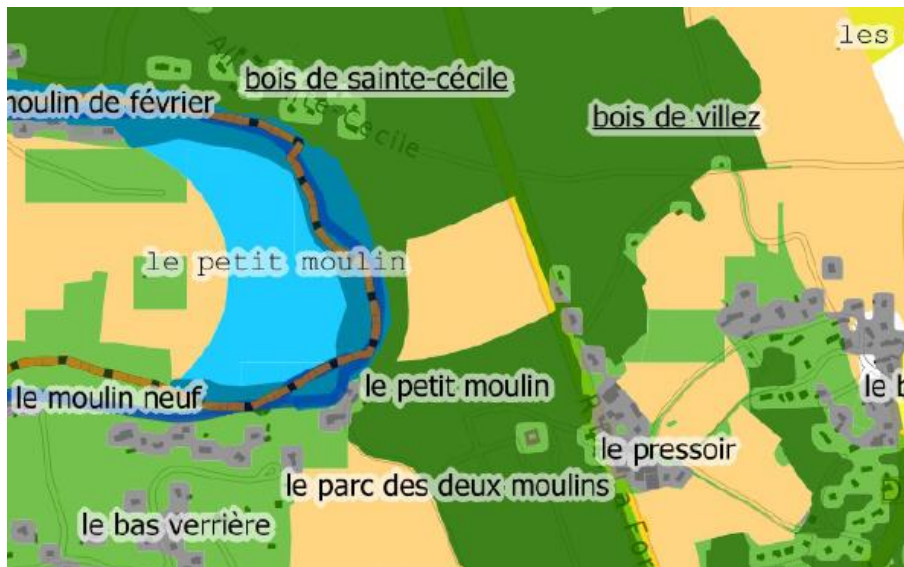 les
bois de sainte-cécile
moulin de février
bois de villez
Cecile
le petit moulin
le moulin neuf
le petit moulin
le pressoir
le parc des deux moulins
le bas verrière